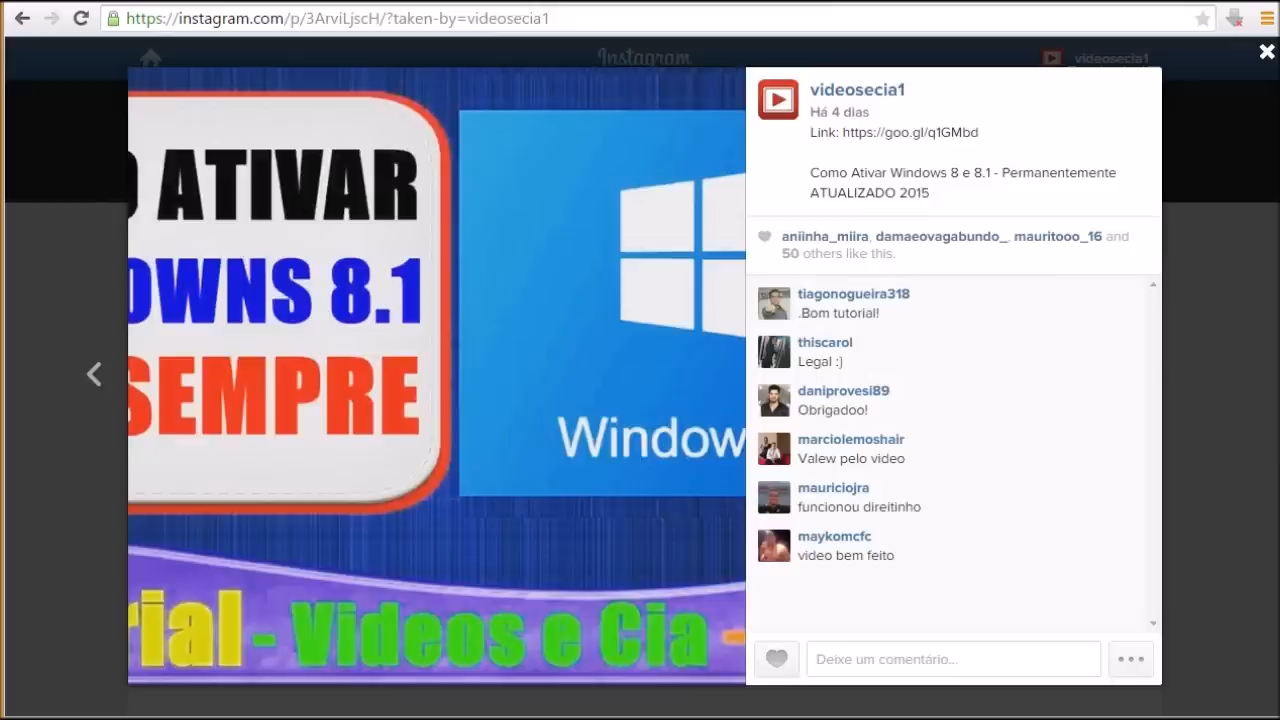 https://instagram.com/p/3ArviLjscH/?taken-by=videosecia1
Instagram
videosecia1
ATIVAR
OWNS 8.1
SEMPRE
Window
rial - Videos e Cia -
videosecia1
Há 4 dias
Link: https://goo.gl/q1GMbd
Como Ativar Windows 8 e 8.1 - Permanentemente
ATUALIZADO 2015
aniinha_miira, damaeovagabundo_, mauritooo_16 and
50 others like this.
tiagonogueira318
.Bom tutorial!
thiscarol
Legal :)
daniprovesi89
Obrigadoo!
marciolemoshair
Valew pelo video
mauriciojra
funcionou direitinho
maykomcfc
video bem feito
Deixe um comentário...